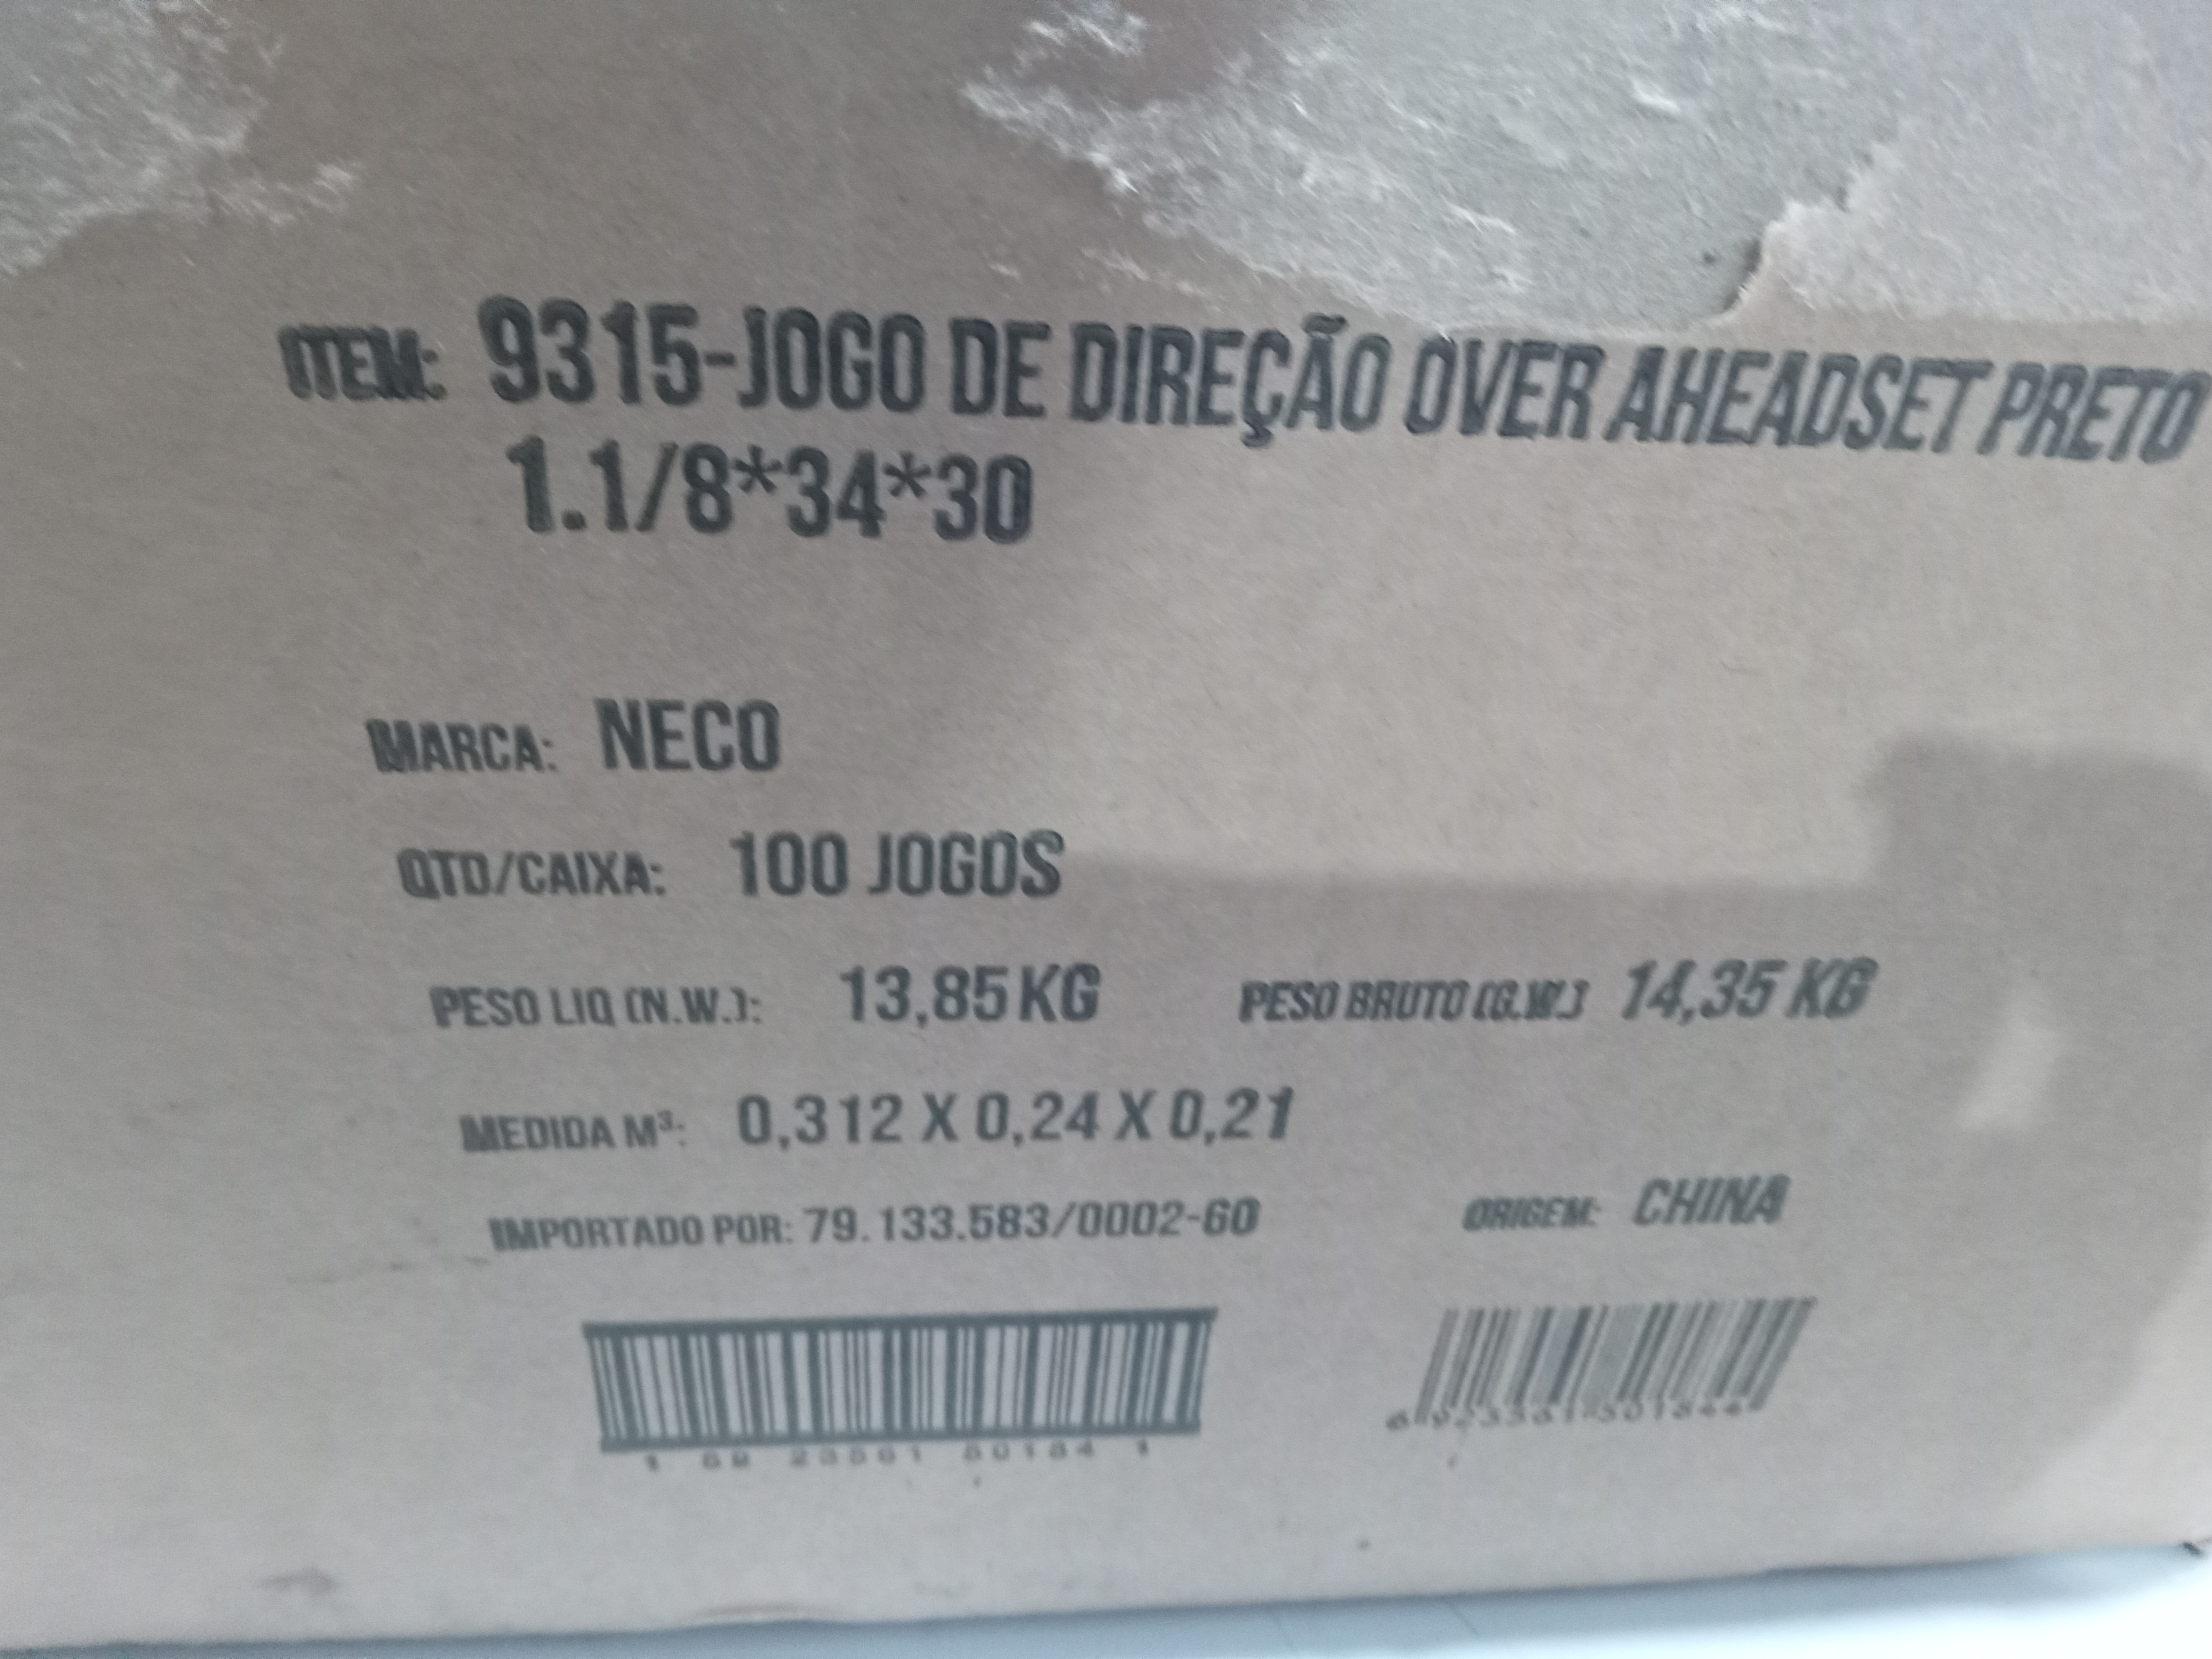 ITEM: 9315-JOGO DE DIREÇÃO OVER AHEADSET PRETO
1.1/8*34*30
MARCA: NECO
QTD/CAIXA: 100 JOGOS
PESO LIQ (N.W.): 13,85 KG PESO BRUTO (G.W.) 14,35 KG
MEDIDA M³: 0,312 X 0,24 X 0,21
IMPORTADO POR: 79.133.583/0002-60 ORIGEM: CHINA